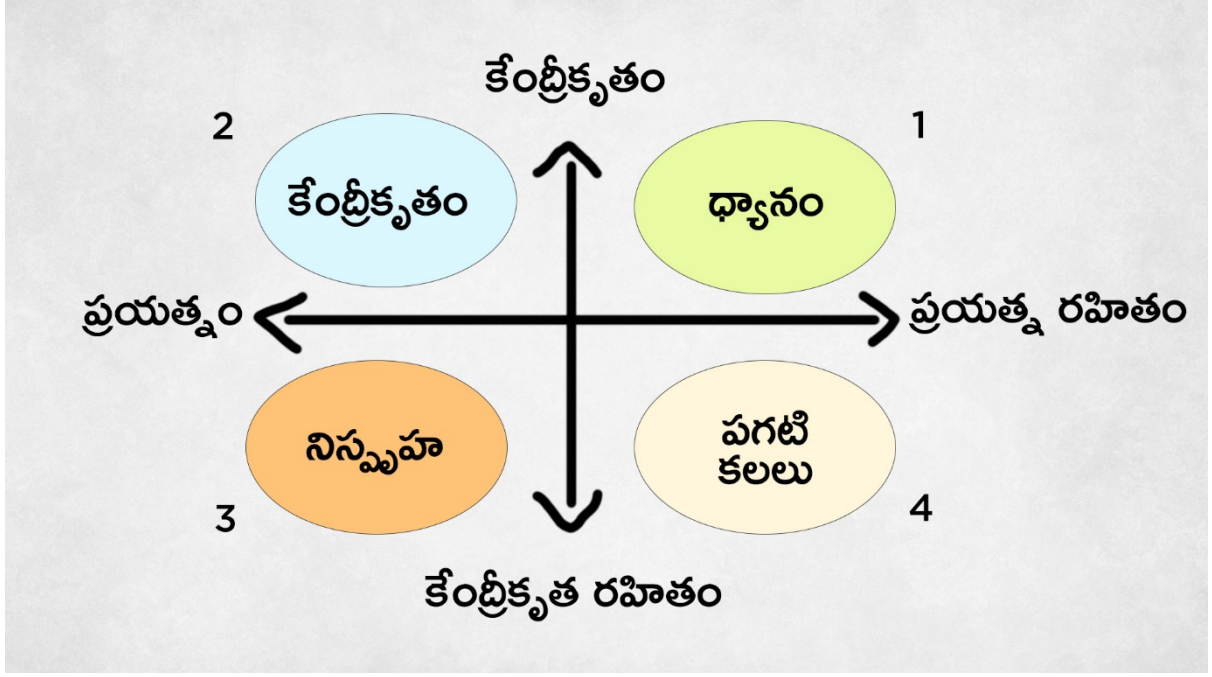 కేంద్రీకృతం
2
1
కేంద్రీకృతం
ధ్యానం
ప్రయత్నం
ప్రయత్న రహితం
నిస్పృహ
పగటి
కలలు
3
4
కేంద్రీకృత రహితం